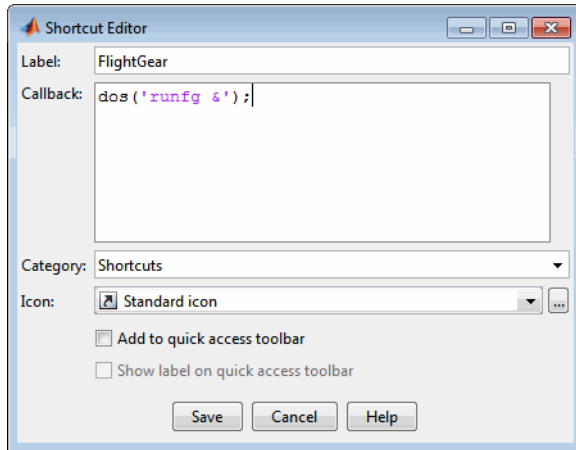 Shortcut Editor
Label: FlightGear
Callback: dos('runfg &');
Category: Shortcuts
Icon: Standard icon ...
Add to quick access toolbar
Show label on quick access toolbar
Save Cancel Help